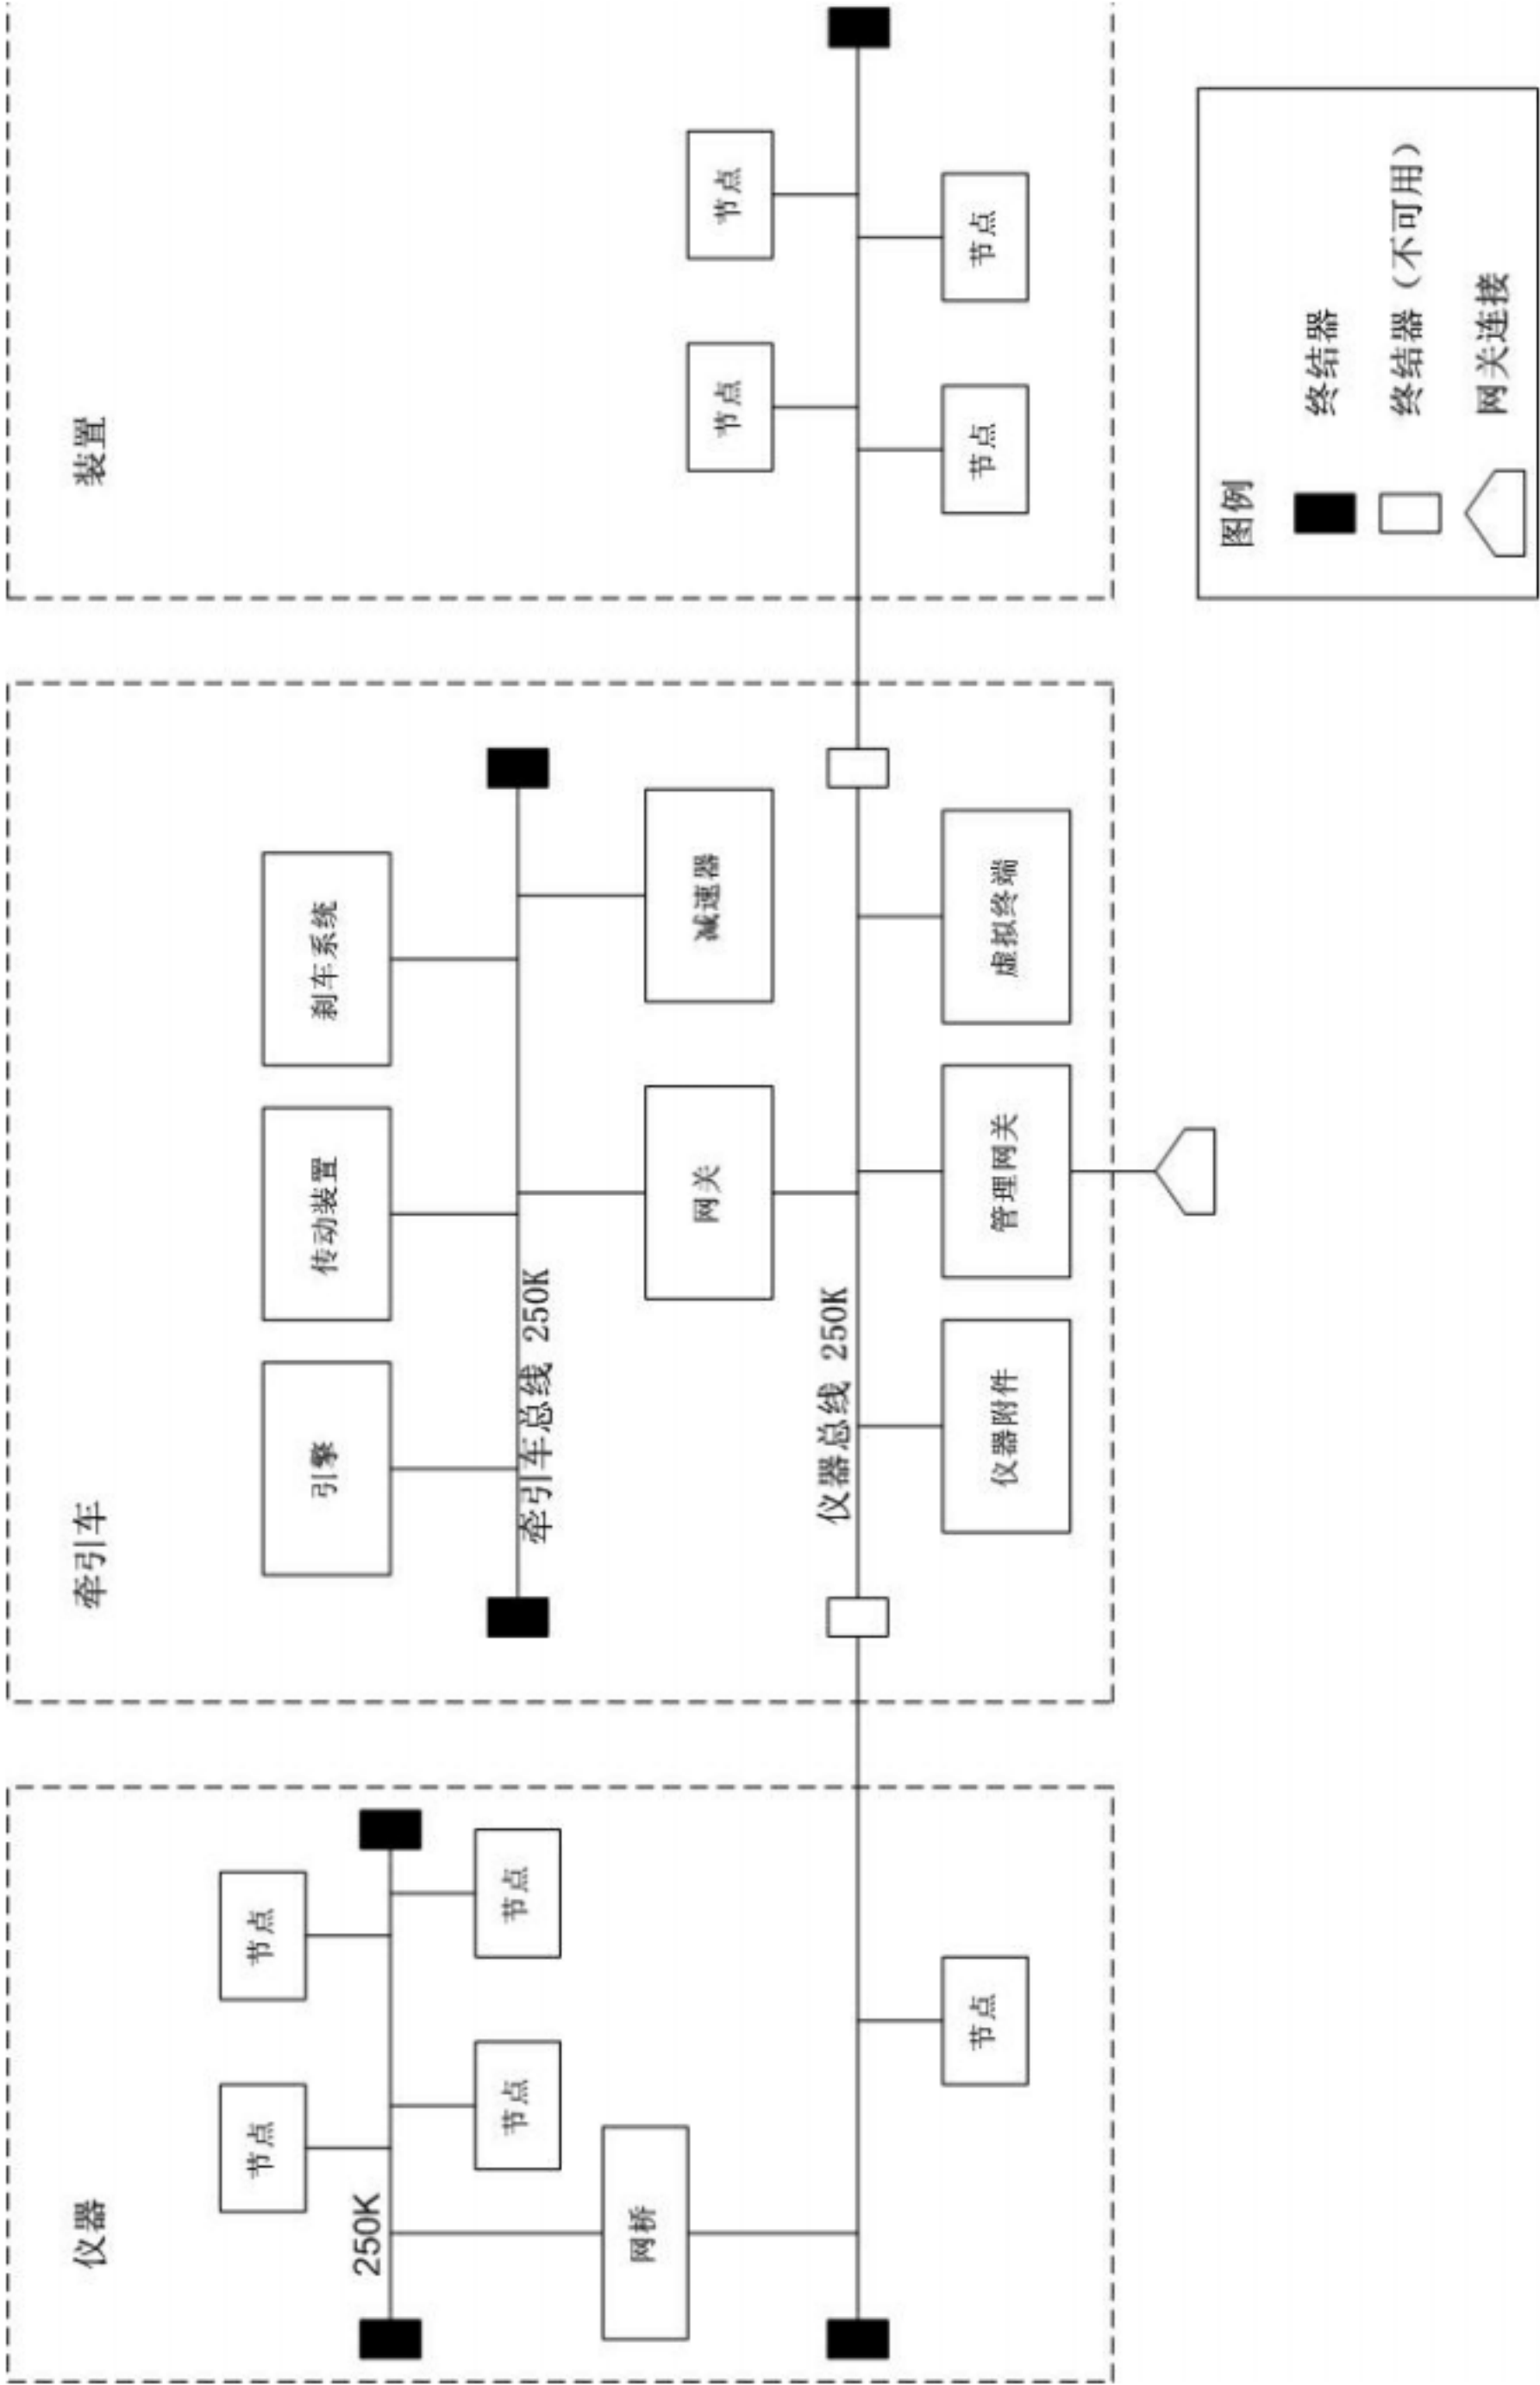 仪器
250K
节点
节点
节点
节点
网桥
节点
牵引车
引擎
传动装置
刹车系统
牵引车总线 250K
网关
减速器
仪器总线 250K
仪器附件
管理网关
虚拟终端
装置
节点
节点
节点
节点
图例
终结器
终结器（不可用）
网关连接